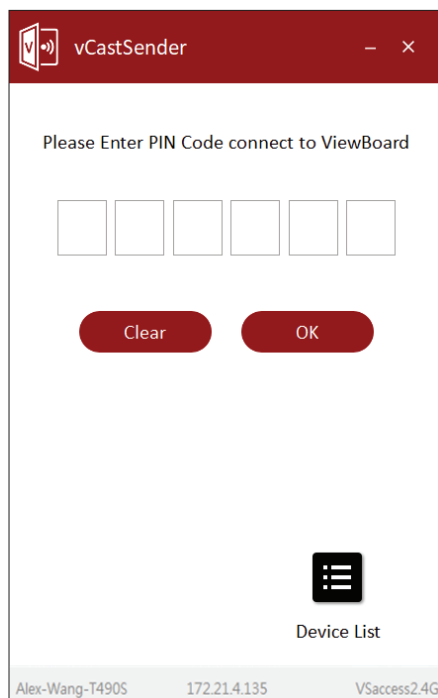 V
vCastSender
Please Enter PIN Code connect to ViewBoard
Clear OK
Device List
Alex-Wang-T490S 172.21.4.135 VSaccess2.4G